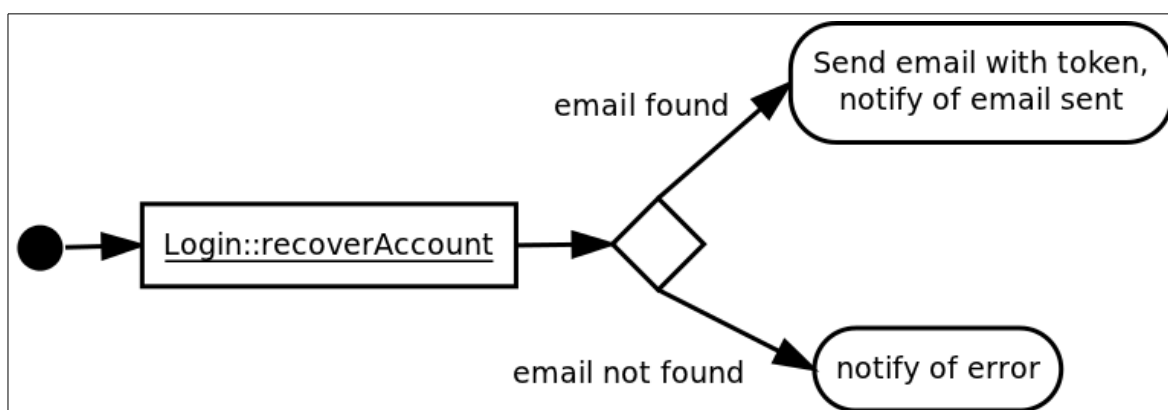 Send email with token,
notify of email sent
email found
Login::recoverAccount
email not found
notify of error